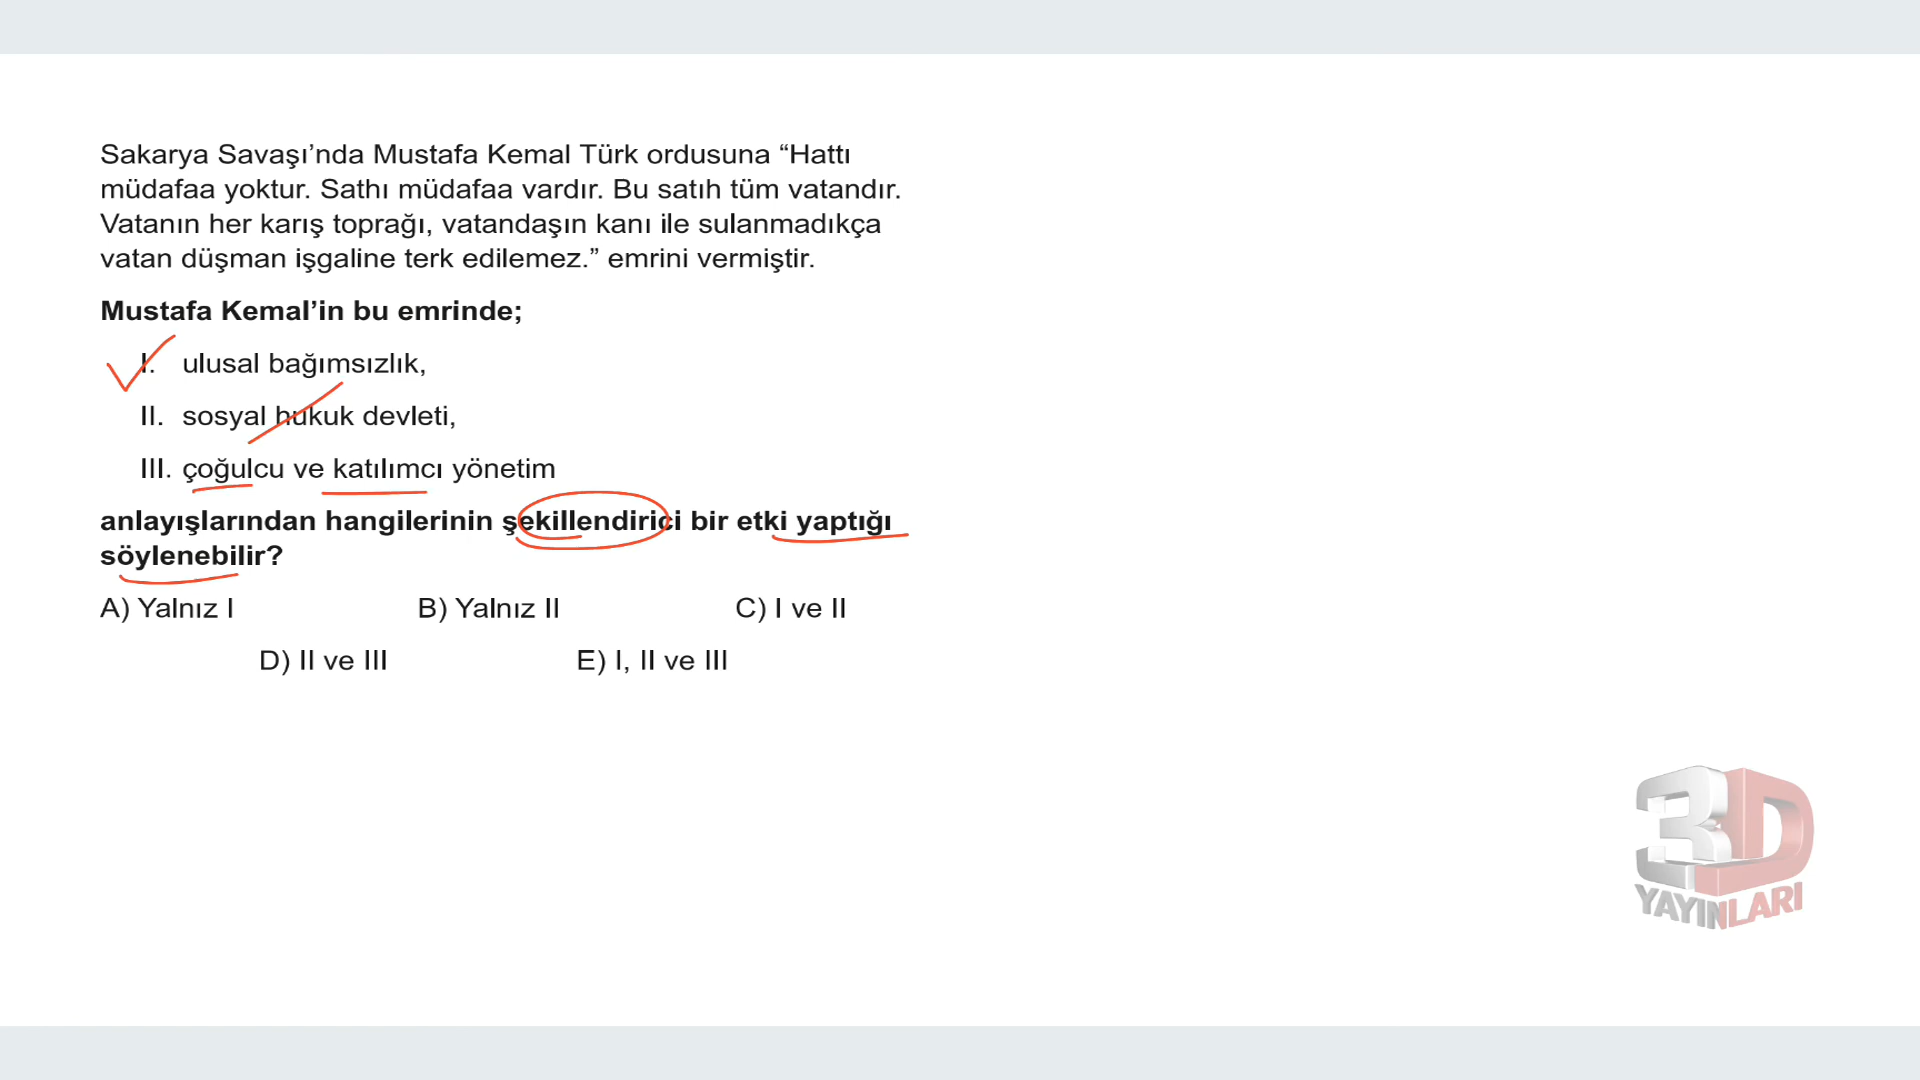 Sakarya Savaşı’nda Mustafa Kemal Türk ordusuna “Hattı
müdafaa yoktur. Sathı müdafaa vardır. Bu satıh tüm vatandır.
Vatanın her karış toprağı, vatandaşın kanı ile sulanmadıkça
vatan düşman işgaline terk edilemez.” emrini vermiştir.
Mustafa Kemal’in bu emrinde;
I. ulusal bağımsızlık,
II. sosyal hukuk devleti,
III. çoğulcu ve katılımcı yönetim
anlayışlarından hangilerinin şekillendirici bir etki yaptığı
söylenebilir?
A) Yalnız I B) Yalnız II C) I ve II
D) II ve III E) I, II ve III
3D
YAYINLARI